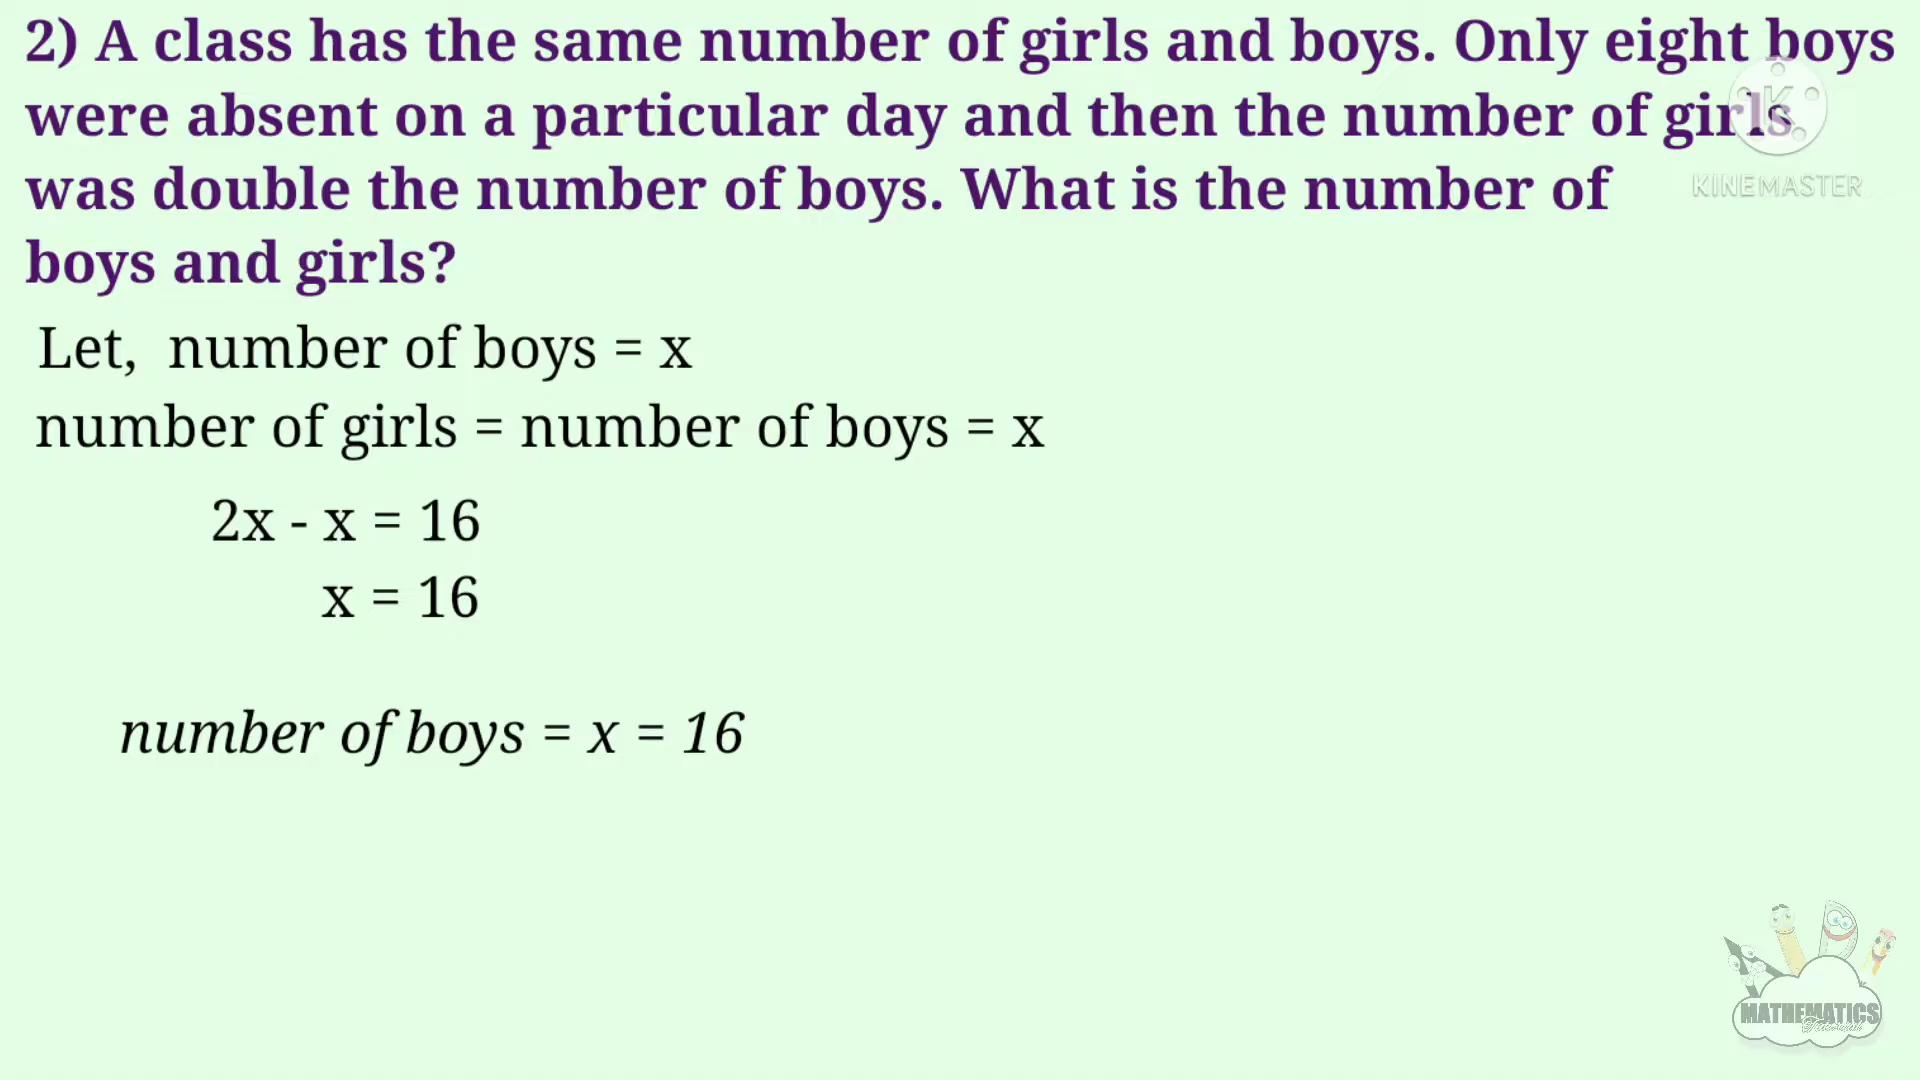 2) A class has the same number of girls and boys. Only eight boys
were absent on a particular day and then the number of girls
was double the number of boys. What is the number of
boys and girls?
KINEMASTER
Let, number of boys = x
number of girls = number of boys = x
2x - x = 16
x = 16
number of boys = x = 16
MATHEMATICS